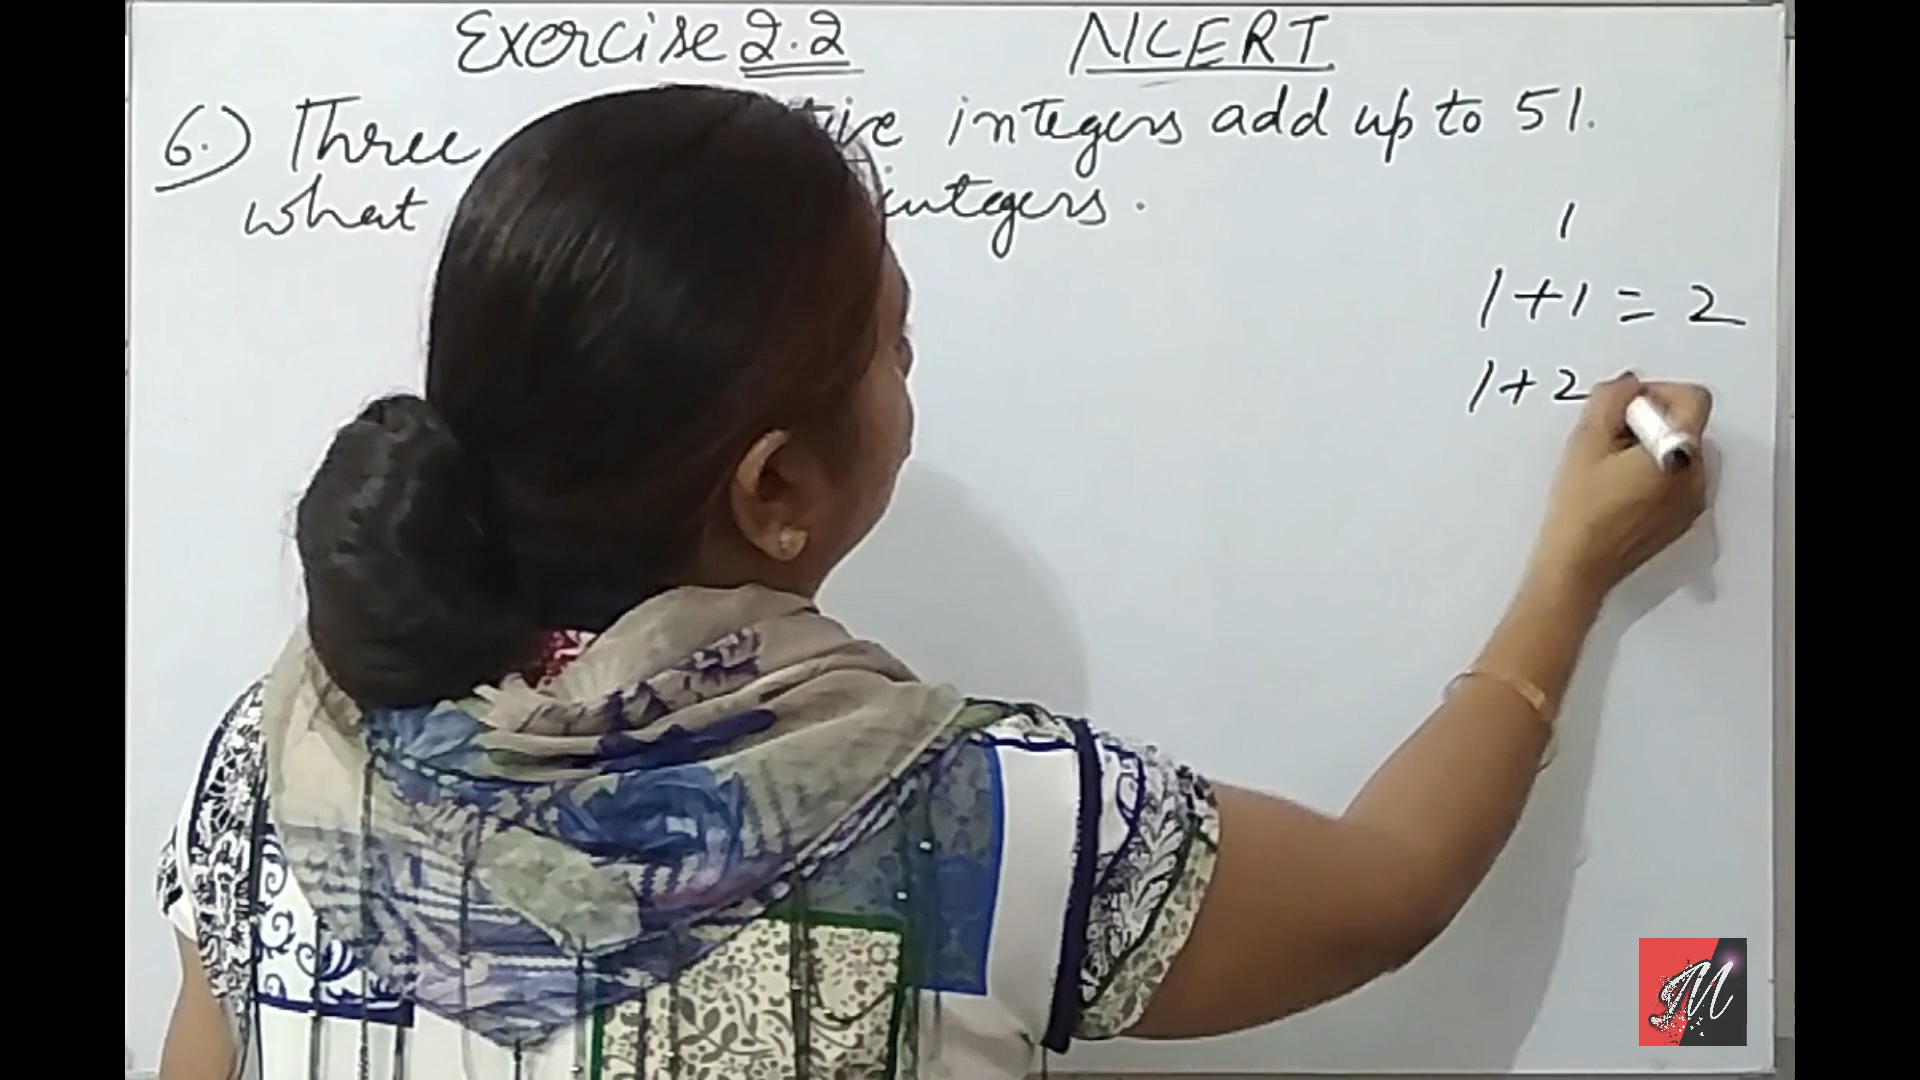 Exercise 2.2 NCERT
6.) Three integers add up to 51.
what integers.
1
1+1 = 2
1+2
M